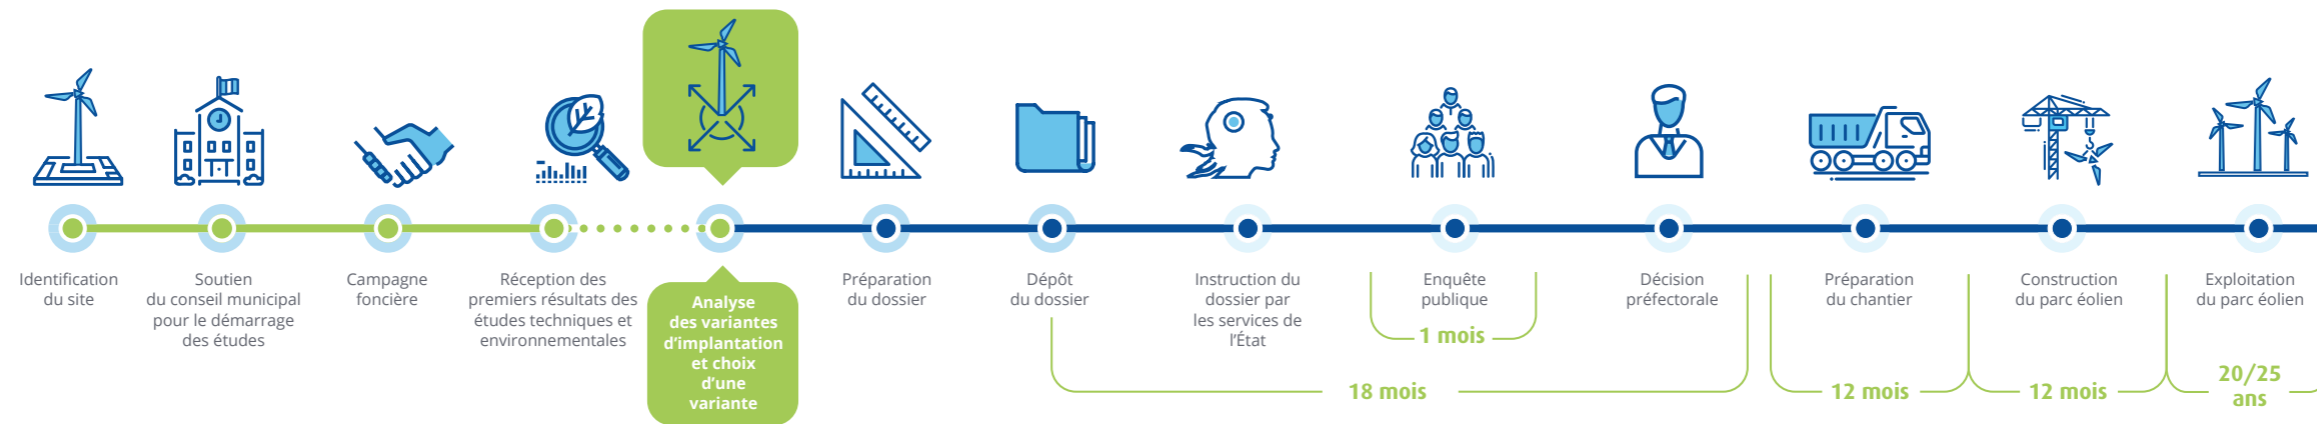 Identification
du site
Soutien
du conseil municipal
pour le démarrage
des études
Campagne
foncière
Réception des
premiers résultats des
études techniques et
environnementales
Analyse
des variantes
d'implantation
et choix
d'une
variante
Préparation
du dossier
Dépôt
du dossier
Instruction du
dossier par
les services de
l'État
Enquête
publique
1 mois
Décision
préfectorale
18 mois
Préparation
du chantier
12 mois
Construction
du parc éolien
12 mois
Exploitation
du parc éolien
20/25
ans